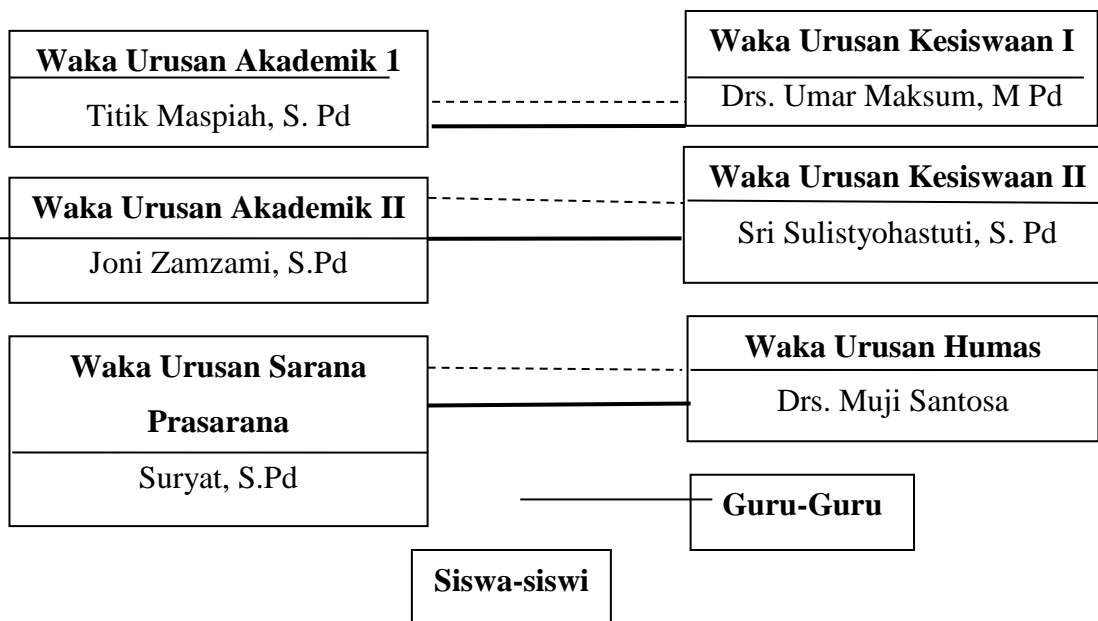 Waka Urusan Akademik 1
Titik Maspiah, S. Pd
Waka Urusan Kesiswaan I
Drs. Umar Maksum, M Pd
Waka Urusan Akademik II
Joni Zamzami, S.Pd
Waka Urusan Kesiswaan II
Sri Sulistyohastuti, S. Pd
Waka Urusan Sarana
Prasarana
Suryat, S.Pd
Waka Urusan Humas
Drs. Muji Santosa
Guru-Guru
Siswa-siswi